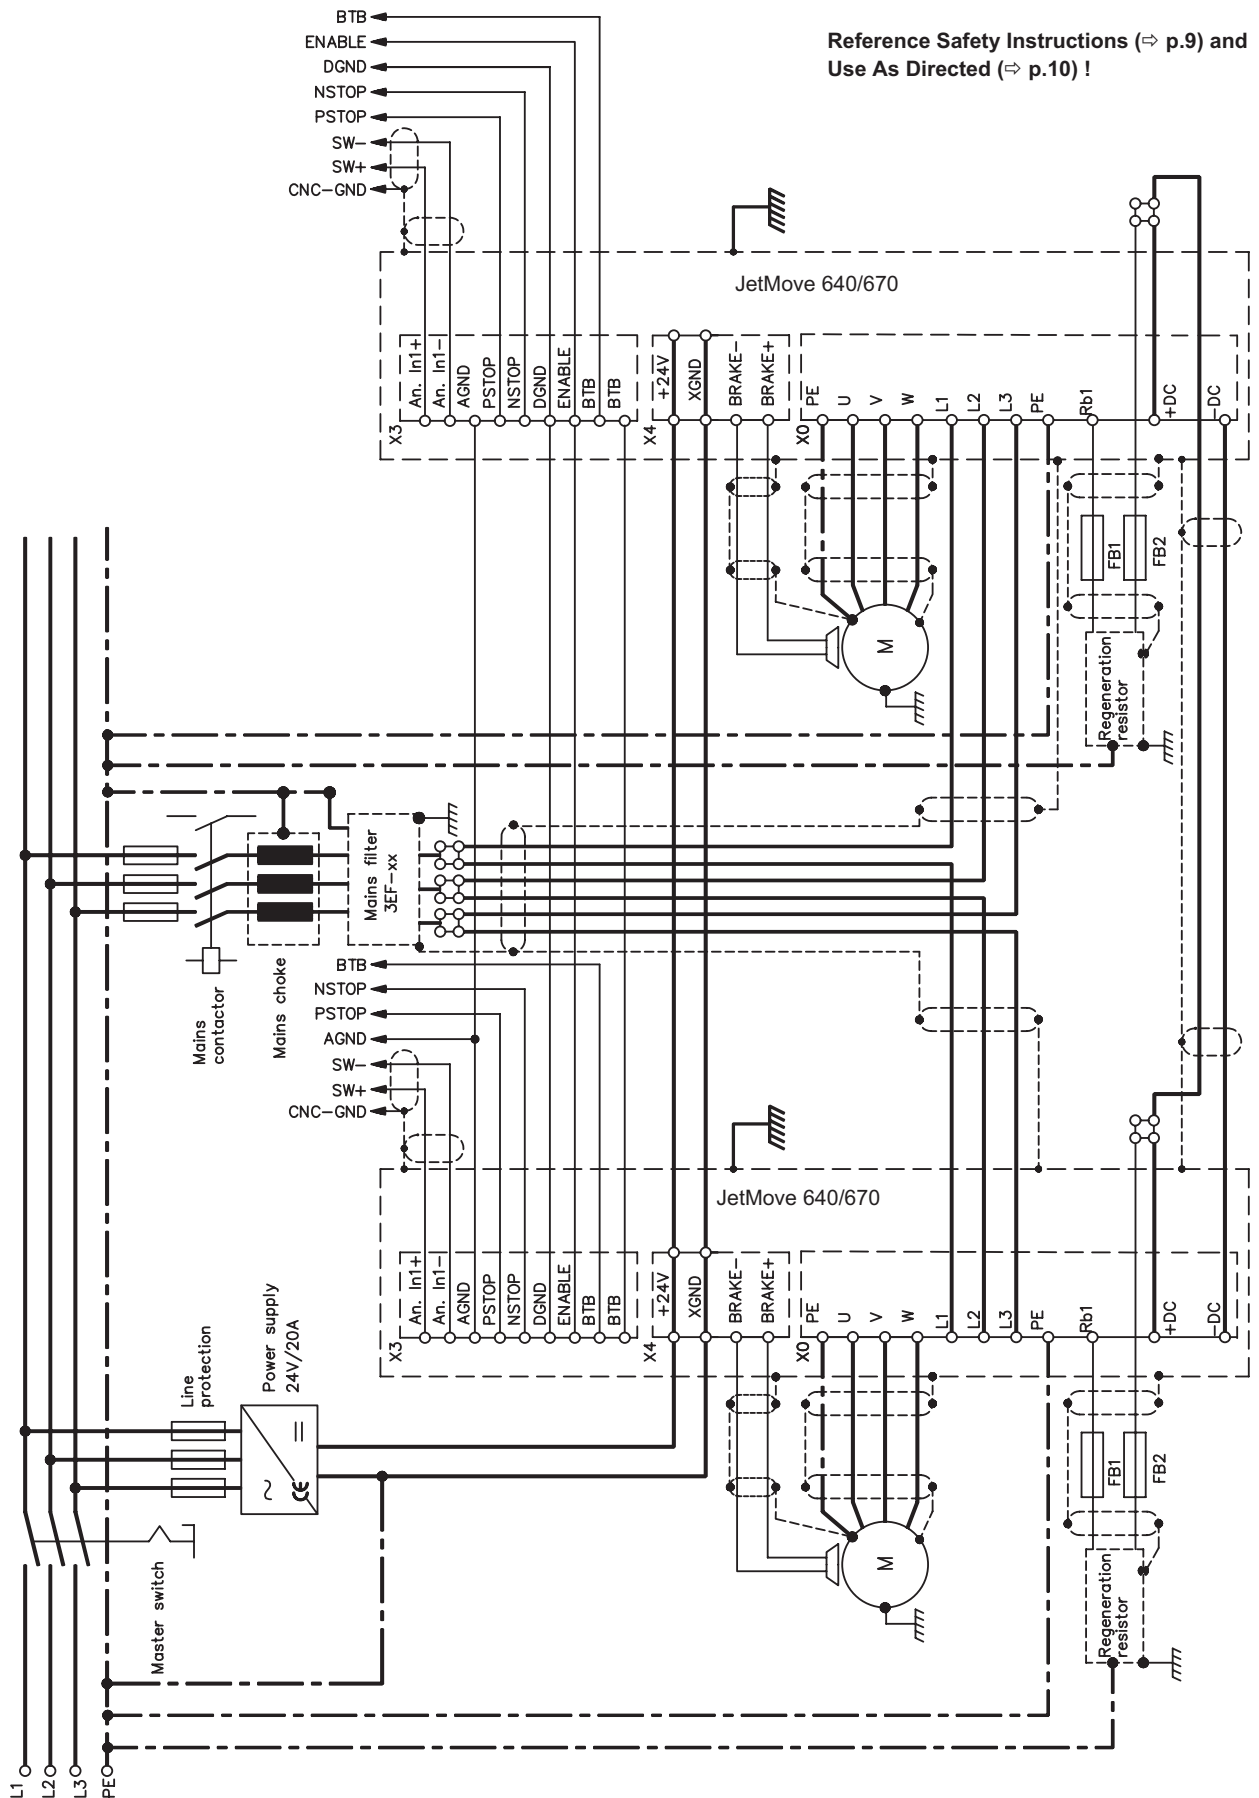 BTB
ENABLE
DGND
NSTOP
PSTOP
SW-
SW+
CNC-GND
Reference Safety Instructions (⇨ p.9) and
Use As Directed (⇨ p.10) !
JetMove 640/670
X3
An. In1+
An. In1-
AGND
PSTOP
NSTOP
DGND
ENABLE
BTB
BTB
X4
+24V
XGND
BRAKE-
BRAKE+
X0
PE
U
V
W
L1
L2
L3
PE
Rb1
+DC
-DC
FB1
FB2
M
Regeneration
resistor
Mains
contactor
Mains choke
Mains filter
3EF-xx
BTB
NSTOP
PSTOP
AGND
SW-
SW+
CNC-GND
JetMove 640/670
X3
An. In1+
An. In1-
AGND
PSTOP
NSTOP
DGND
ENABLE
BTB
BTB
X4
+24V
XGND
BRAKE-
BRAKE+
X0
PE
U
V
W
L1
L2
L3
PE
Rb1
+DC
-DC
FB1
FB2
M
Regeneration
resistor
Line
protection
Power supply
24V/20A
CE
Master switch
L1
L2
L3
PE